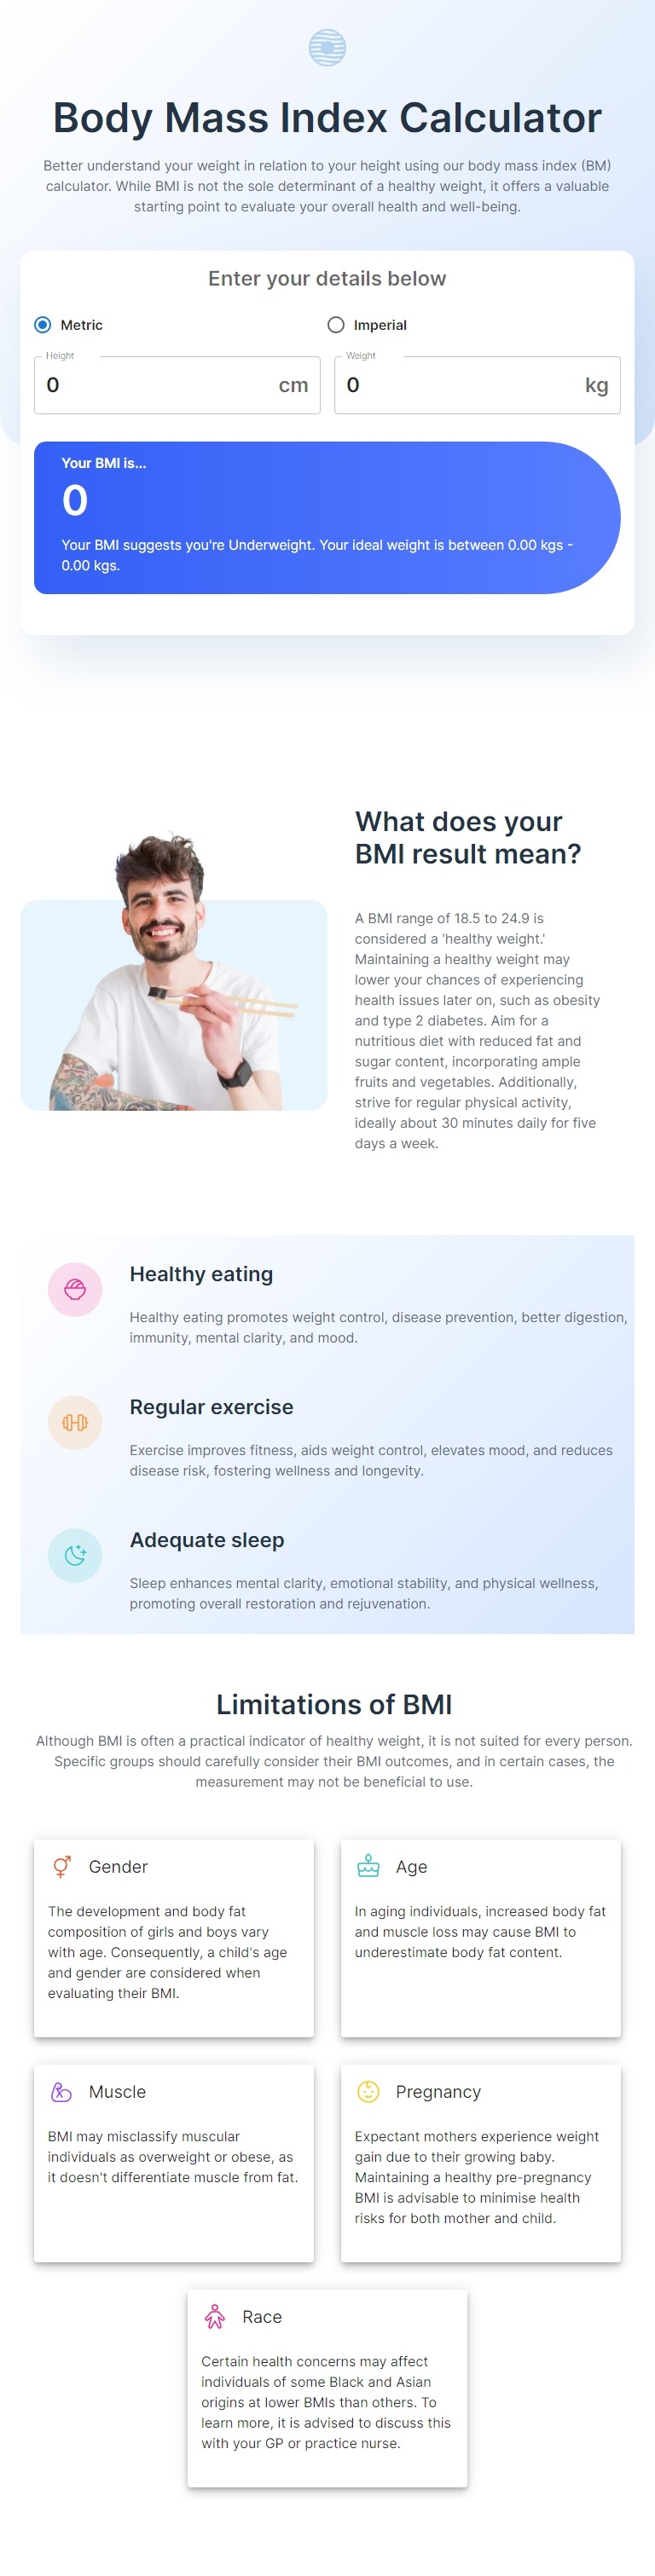 Body Mass Index Calculator
Better understand your weight in relation to your height using our body mass index (BM)
calculator. While BMI is not the sole determinant of a healthy weight, it offers a valuable
starting point to evaluate your overall health and well-being.
Enter your details below
Metric
Imperial
Height
0 cm
Weight
0 kg
Your BMI is...
0
Your BMI suggests you're Underweight. Your ideal weight is between 0.00 kgs -
0.00 kgs.
What does your
BMI result mean?
A BMI range of 18.5 to 24.9 is
considered a 'healthy weight.'
Maintaining a healthy weight may
lower your chances of experiencing
health issues later on, such as obesity
and type 2 diabetes. Aim for a
nutritious diet with reduced fat and
sugar content, incorporating ample
fruits and vegetables. Additionally,
strive for regular physical activity,
ideally about 30 minutes daily for five
days a week.
Healthy eating
Healthy eating promotes weight control, disease prevention, better digestion,
immunity, mental clarity, and mood.
Regular exercise
Exercise improves fitness, aids weight control, elevates mood, and reduces
disease risk, fostering wellness and longevity.
Adequate sleep
Sleep enhances mental clarity, emotional stability, and physical wellness,
promoting overall restoration and rejuvenation.
Limitations of BMI
Although BMI is often a practical indicator of healthy weight, it is not suited for every person.
Specific groups should carefully consider their BMI outcomes, and in certain cases, the
measurement may not be beneficial to use.
Gender
The development and body fat
composition of girls and boys vary
with age. Consequently, a child's age
and gender are considered when
evaluating their BMI.
Age
In aging individuals, increased body fat
and muscle loss may cause BMI to
underestimate body fat content.
Muscle
BMI may misclassify muscular
individuals as overweight or obese, as
it doesn't differentiate muscle from fat.
Pregnancy
Expectant mothers experience weight
gain due to their growing baby.
Maintaining a healthy pre-pregnancy
BMI is advisable to minimise health
risks for both mother and child.
Race
Certain health concerns may affect
individuals of some Black and Asian
origins at lower BMIs than others. To
learn more, it is advised to discuss this
with your GP or practice nurse.